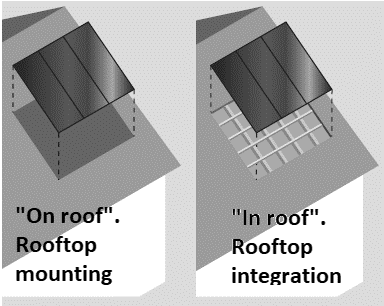 "On roof".
Rooftop
mounting
"In roof".
Rooftop
integration